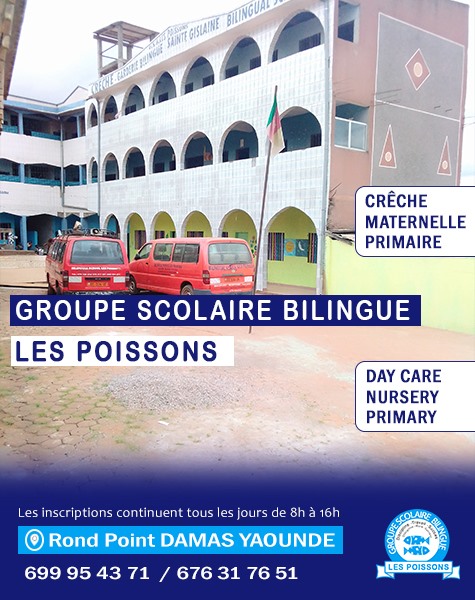 LES POISSONS
CRÈCHE GARDERIE BILINGUE SAINTE GISLAINE BILINGUAL
CRÊCHE
MATERNELLE
PRIMAIRE
GROUPE SCOLAIRE BILINGUE
LES POISSONS
DAY CARE
NURSERY
PRIMARY
Les inscriptions continuent tous les jours de 8h à 16h
Rond Point DAMAS YAOUNDE
699 95 43 71 / 676 31 76 51
GROUPE SCOLAIRE BILINGUE
LES POISSONS